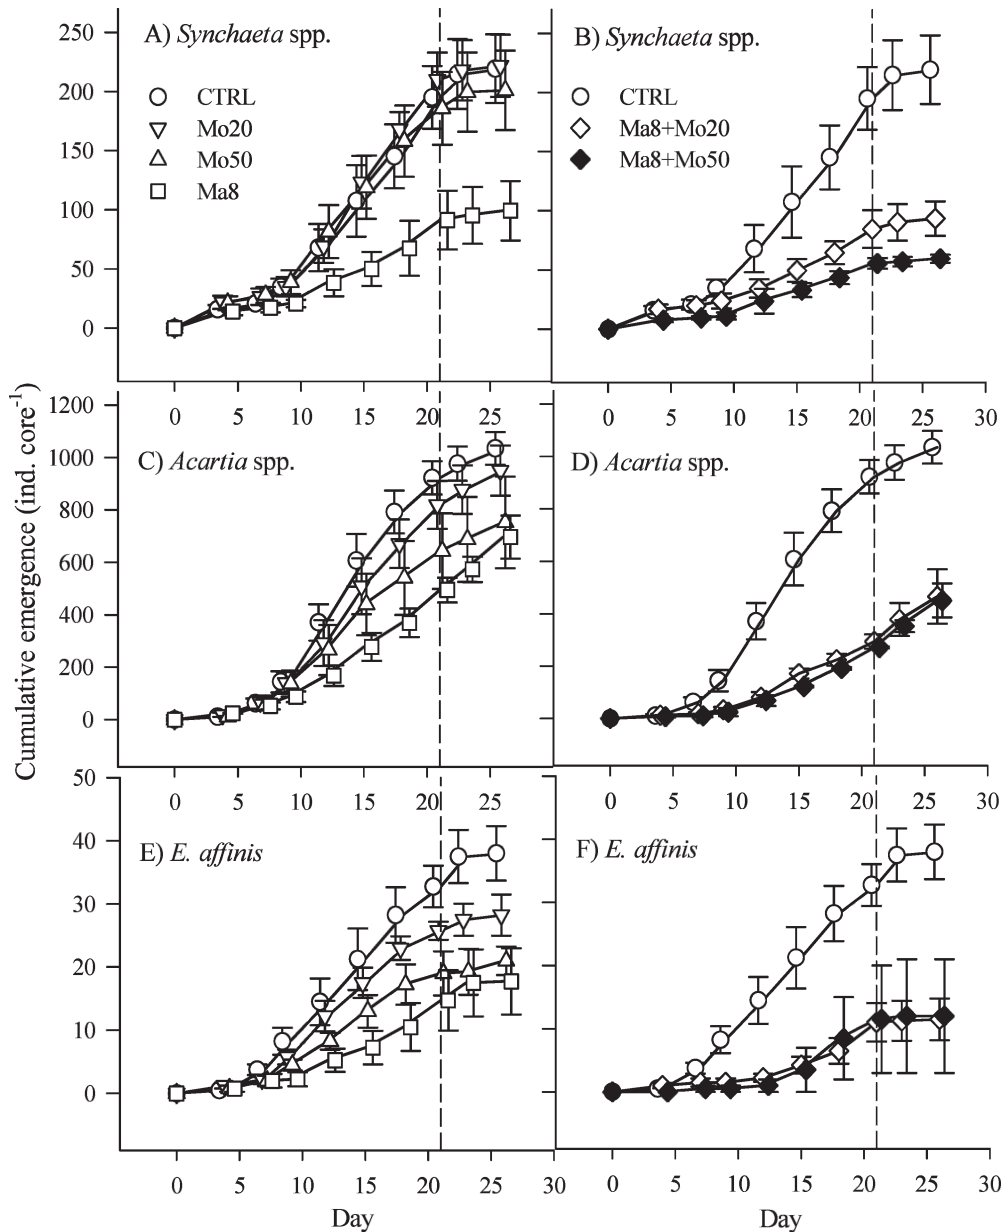 A) Synchaeta spp.
CTRL
Mo20
Mo50
Ma8
250
200
150
100
50
0
0 5 10 15 20 25
B) Synchaeta spp.
CTRL
Ma8+Mo20
Ma8+Mo50
0 5 10 15 20 25 30
Cumulative emergence (ind. core⁻¹)
C) Acartia spp.
1200
1000
800
600
400
200
0
0 5 10 15 20 25
D) Acartia spp.
0 5 10 15 20 25 30
E) E. affinis
50
40
30
20
10
0
0 5 10 15 20 25 30
Day
F) E. affinis
0 5 10 15 20 25 30
Day